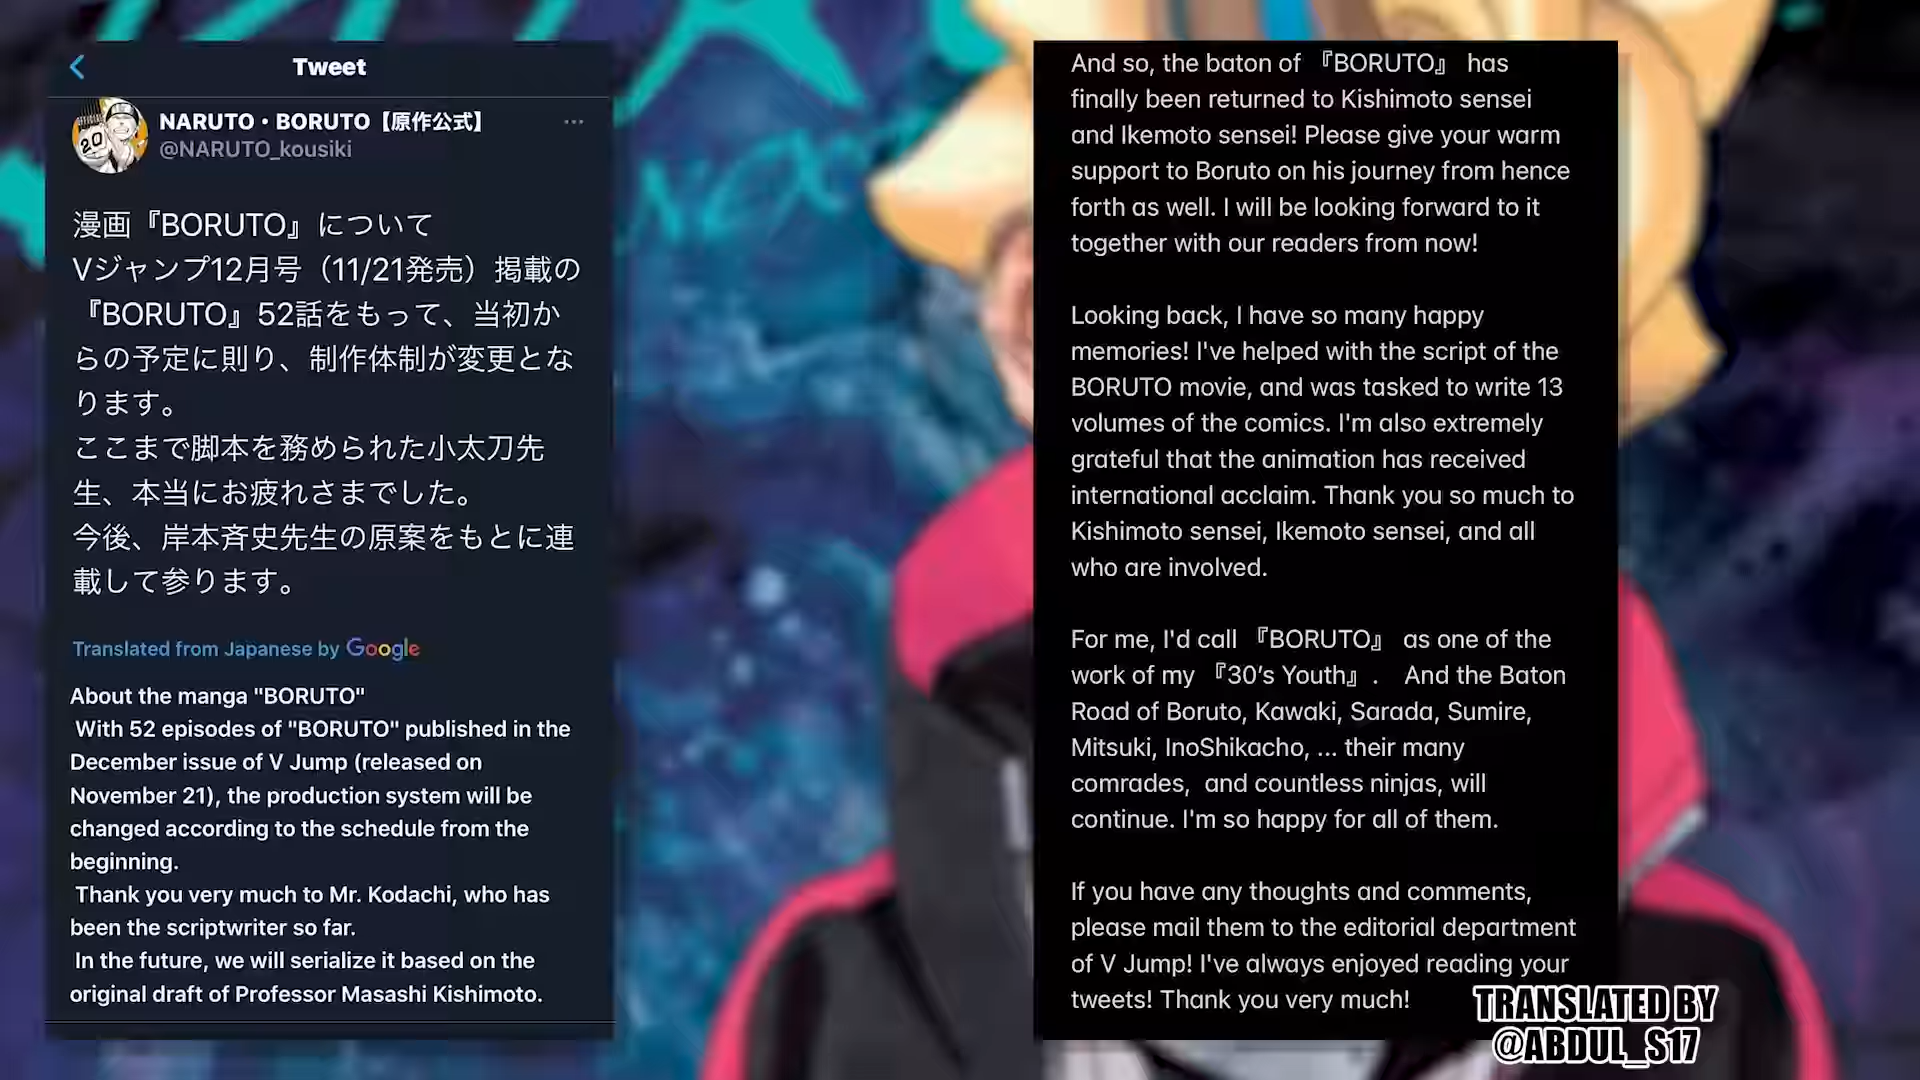 Tweet
NARUTO・BORUTO【原作公式】
@NARUTO_kousiki
漫画『BORUTO』について
Vジャンプ12月号（11/21発売）掲載の
『BORUTO』52話をもって、当初か
らの予定に則り、制作体制が変更とな
ります。
ここまで脚本を務められた小太刀先
生、本当にお疲れさまでした。
今後、岸本斉史先生の原案をもとに連
載して参ります。
Translated from Japanese by Google
About the manga "BORUTO"
With 52 episodes of "BORUTO" published in the
December issue of V Jump (released on
November 21), the production system will be
changed according to the schedule from the
beginning.
Thank you very much to Mr. Kodachi, who has
been the scriptwriter so far.
In the future, we will serialize it based on the
original draft of Professor Masashi Kishimoto.
And so, the baton of 『BORUTO』 has
finally been returned to Kishimoto sensei
and Ikemoto sensei! Please give your warm
support to Boruto on his journey from hence
forth as well. I will be looking forward to it
together with our readers from now!
Looking back, I have so many happy
memories! I've helped with the script of the
BORUTO movie, and was tasked to write 13
volumes of the comics. I'm also extremely
grateful that the animation has received
international acclaim. Thank you so much to
Kishimoto sensei, Ikemoto sensei, and all
who are involved.
For me, I'd call 『BORUTO』 as one of the
work of my 『30's Youth』. And the Baton
Road of Boruto, Kawaki, Sarada, Sumire,
Mitsuki, InoShikacho, ... their many
comrades, and countless ninjas, will
continue. I'm so happy for all of them.
If you have any thoughts and comments,
please mail them to the editorial department
of V Jump! I've always enjoyed reading your
tweets! Thank you very much!
TRANSLATED BY
@ABDUL_S17